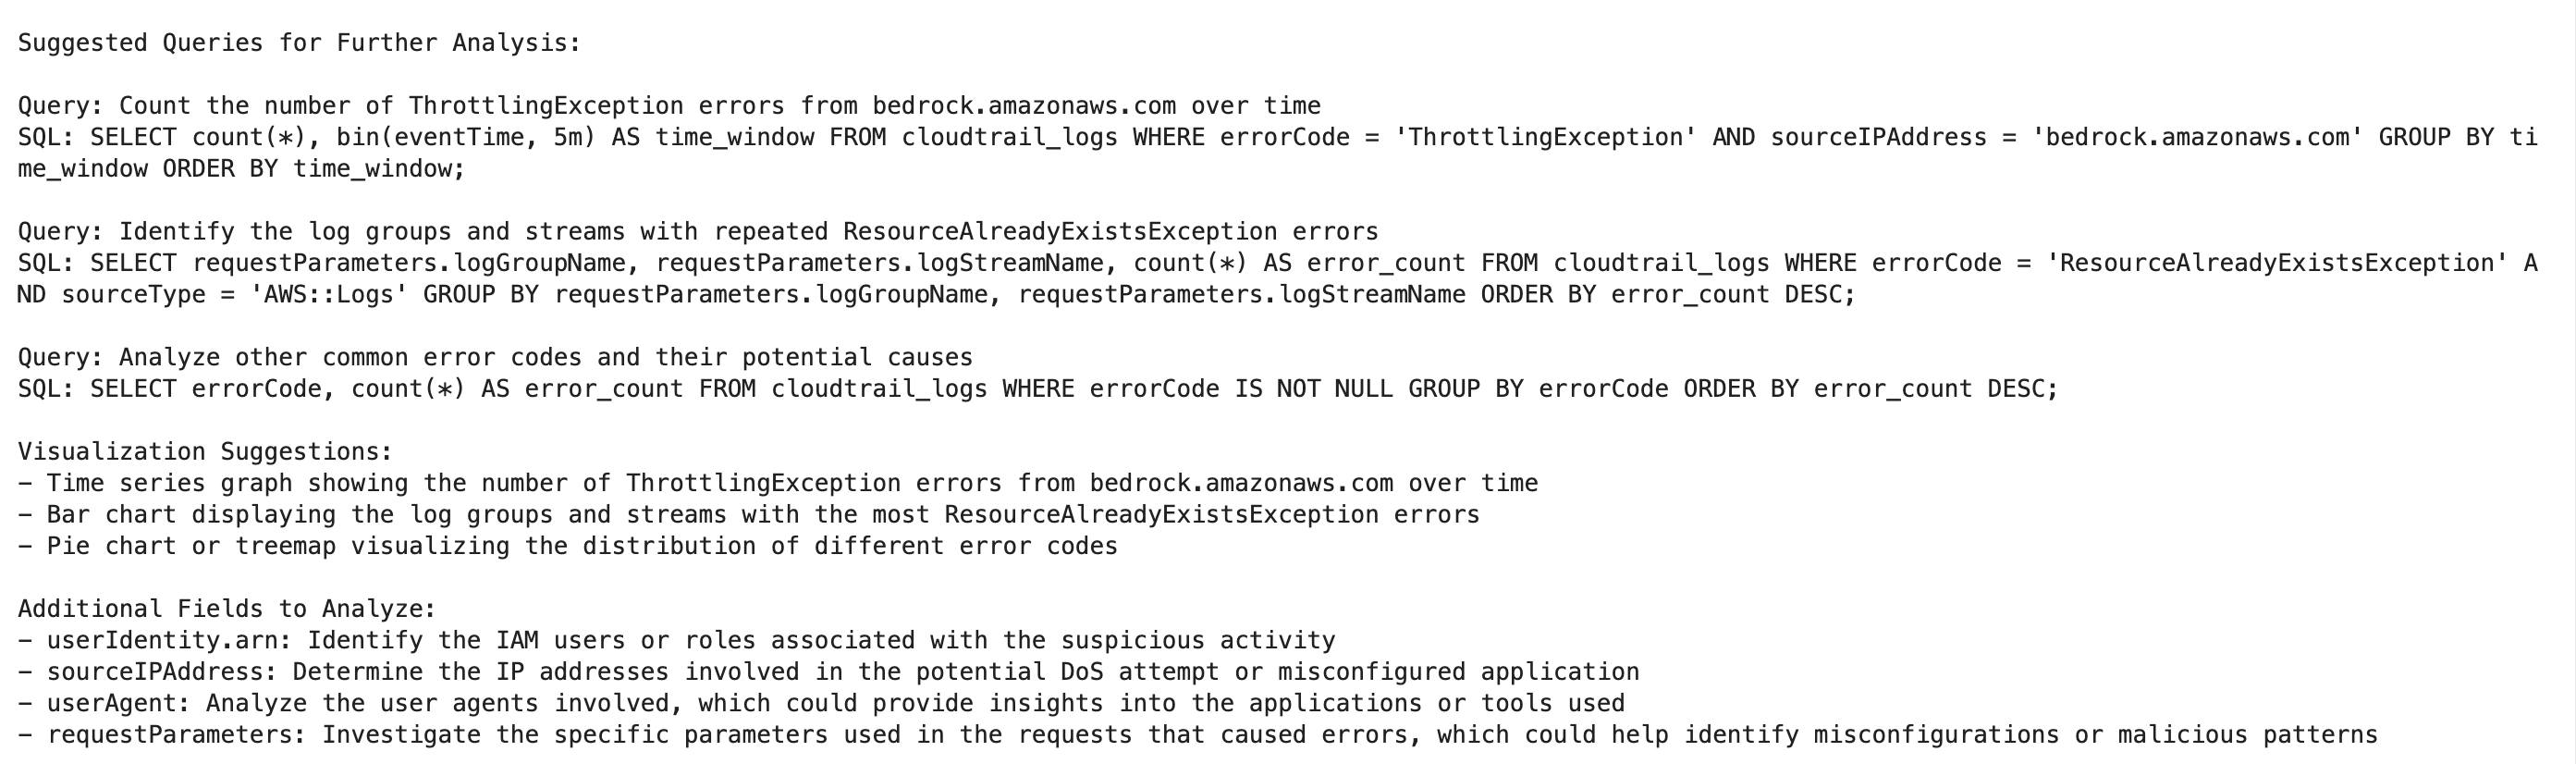 Suggested Queries for Further Analysis:
Query: Count the number of ThrottlingException errors from bedrock.amazonaws.com over time
SQL: SELECT count(*), bin(eventTime, 5m) AS time_window FROM cloudtrail_logs WHERE errorCode = 'ThrottlingException' AND sourceIPAddress = 'bedrock.amazonaws.com' GROUP BY ti
me_window ORDER BY time_window;
Query: Identify the log groups and streams with repeated ResourceAlreadyExistsException errors
SQL: SELECT requestParameters.logGroupName, requestParameters.logStreamName, count(*) AS error_count FROM cloudtrail_logs WHERE errorCode = 'ResourceAlreadyExistsException' A
ND sourceType = 'AWS::Logs' GROUP BY requestParameters.logGroupName, requestParameters.logStreamName ORDER BY error_count DESC;
Query: Analyze other common error codes and their potential causes
SQL: SELECT errorCode, count(*) AS error_count FROM cloudtrail_logs WHERE errorCode IS NOT NULL GROUP BY errorCode ORDER BY error_count DESC;
Visualization Suggestions:
- Time series graph showing the number of ThrottlingException errors from bedrock.amazonaws.com over time
- Bar chart displaying the log groups and streams with the most ResourceAlreadyExistsException errors
- Pie chart or treemap visualizing the distribution of different error codes
Additional Fields to Analyze:
- userIdentity.arn: Identify the IAM users or roles associated with the suspicious activity
- sourceIPAddress: Determine the IP addresses involved in the potential DoS attempt or misconfigured application
- userAgent: Analyze the user agents involved, which could provide insights into the applications or tools used
- requestParameters: Investigate the specific parameters used in the requests that caused errors, which could help identify misconfigurations or malicious patterns